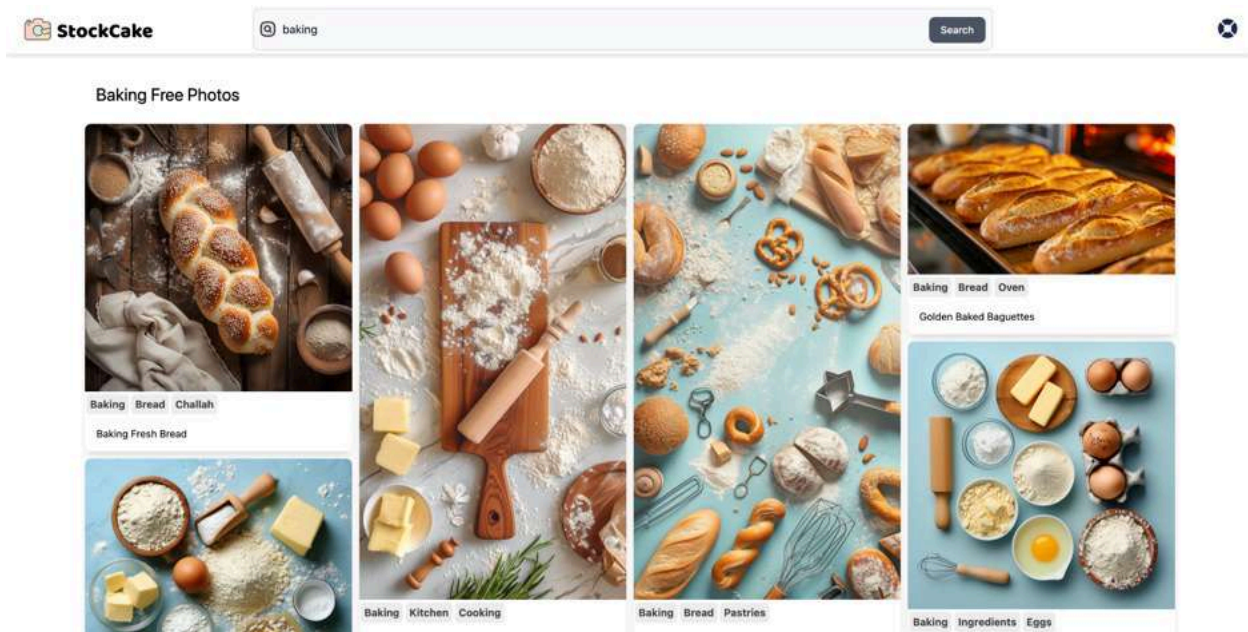 StockCake
baking
Search
Baking Free Photos
Baking Bread Challah
Baking Fresh Bread
Baking Kitchen Cooking
Baking Bread Pastries
Baking Bread Oven
Golden Baked Baguettes
Baking Ingredients Eggs